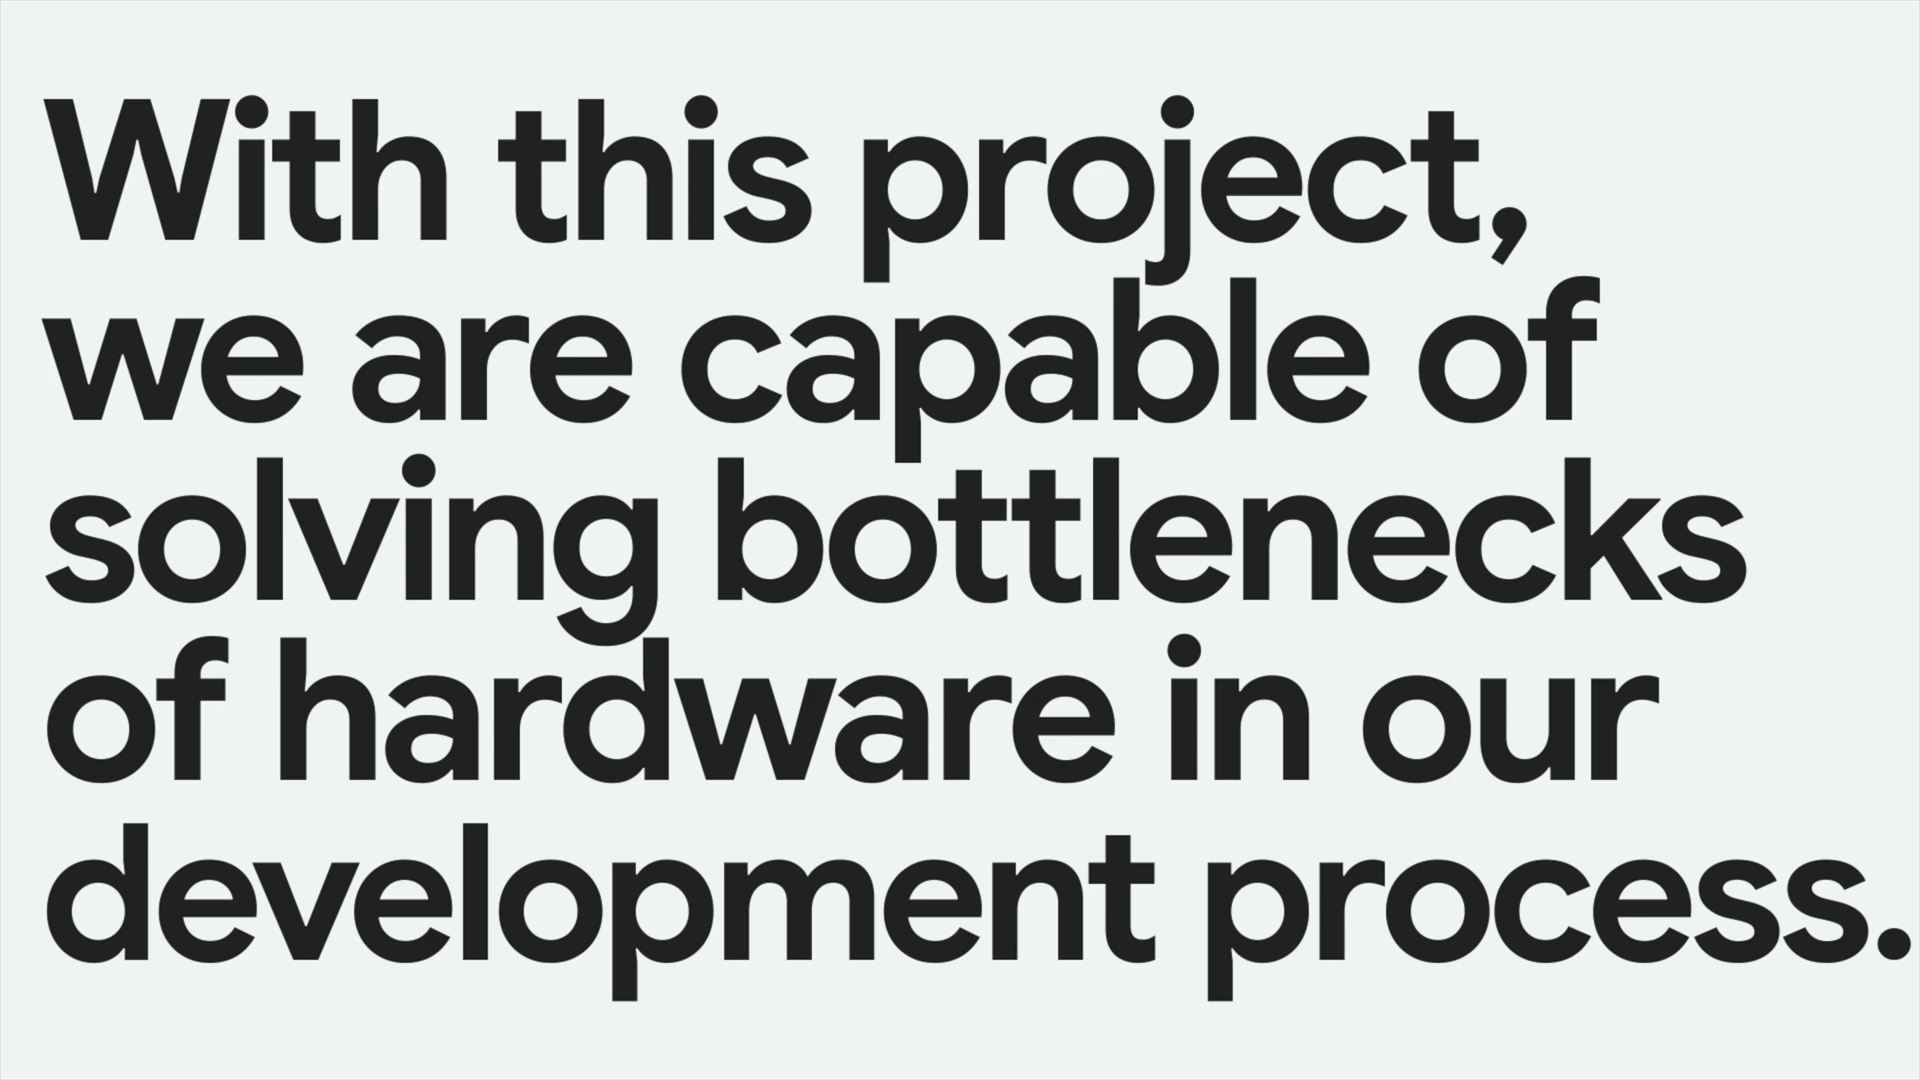 With this project,
we are capable of
solving bottlenecks
of hardware in our
development process.